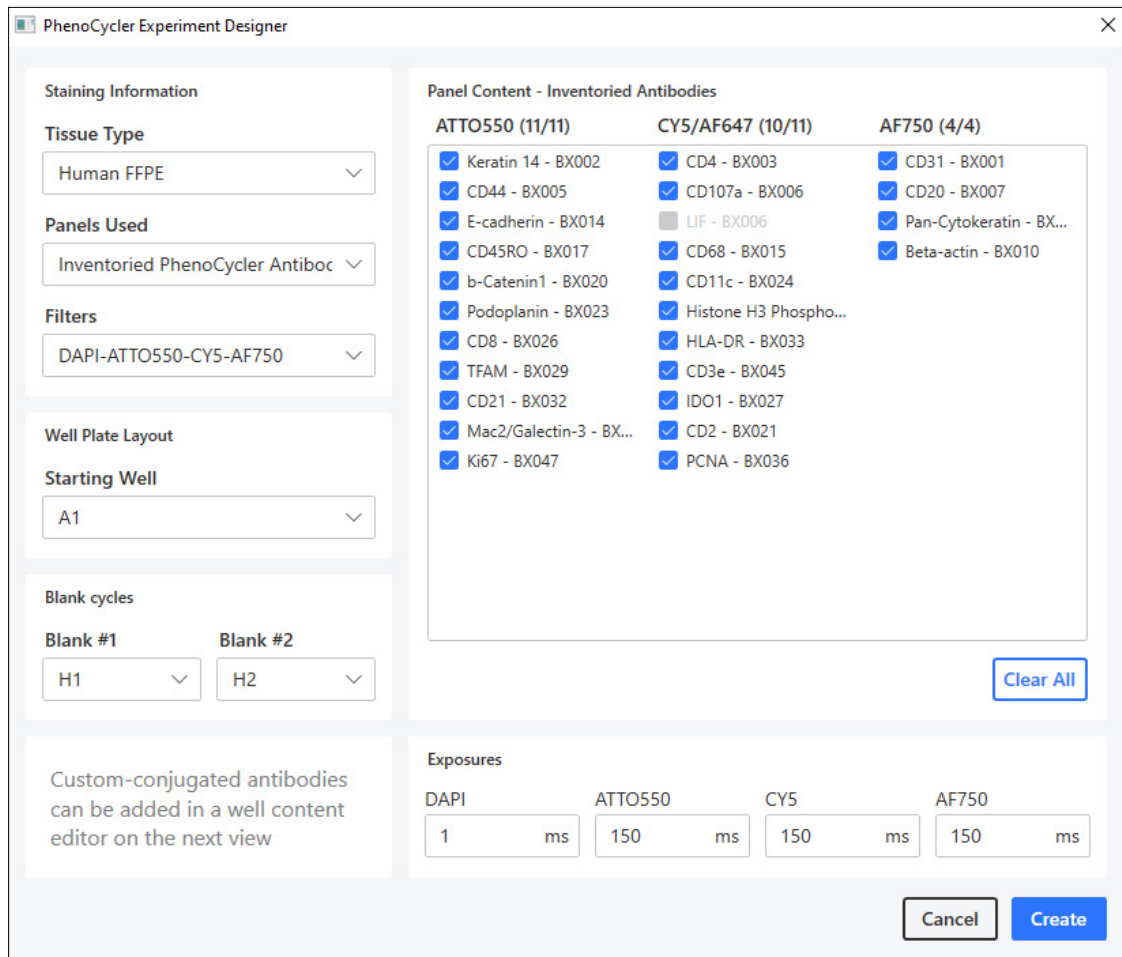 PhenoCycler Experiment Designer
Staining Information
Tissue Type
Human FFPE
Panels Used
Inventoried PhenoCycler Antiboc
Filters
DAPI-ATTO550-CY5-AF750
Well Plate Layout
Starting Well
A1
Blank cycles
Blank #1 Blank #2
H1 H2
Custom-conjugated antibodies
can be added in a well content
editor on the next view
Panel Content - Inventoried Antibodies
ATTO550 (11/11) CY5/AF647 (10/11) AF750 (4/4)
Keratin 14 - BX002 CD4 - BX003 CD31 - BX001
CD44 - BX005 CD107a - BX006 CD20 - BX007
E-cadherin - BX014 LIF - BX006 Pan-Cytokeratin - BX...
CD45RO - BX017 CD68 - BX015 Beta-actin - BX010
b-Catenin1 - BX020 CD11c - BX024
Podoplanin - BX023 Histone H3 Phospho...
CD8 - BX026 HLA-DR - BX033
TFAM - BX029 CD3e - BX045
CD21 - BX032 IDO1 - BX027
Mac2/Galectin-3 - BX... CD2 - BX021
Ki67 - BX047 PCNA - BX036
Clear All
Exposures
DAPI ATTO550 CY5 AF750
1 ms 150 ms 150 ms 150 ms
Cancel Create